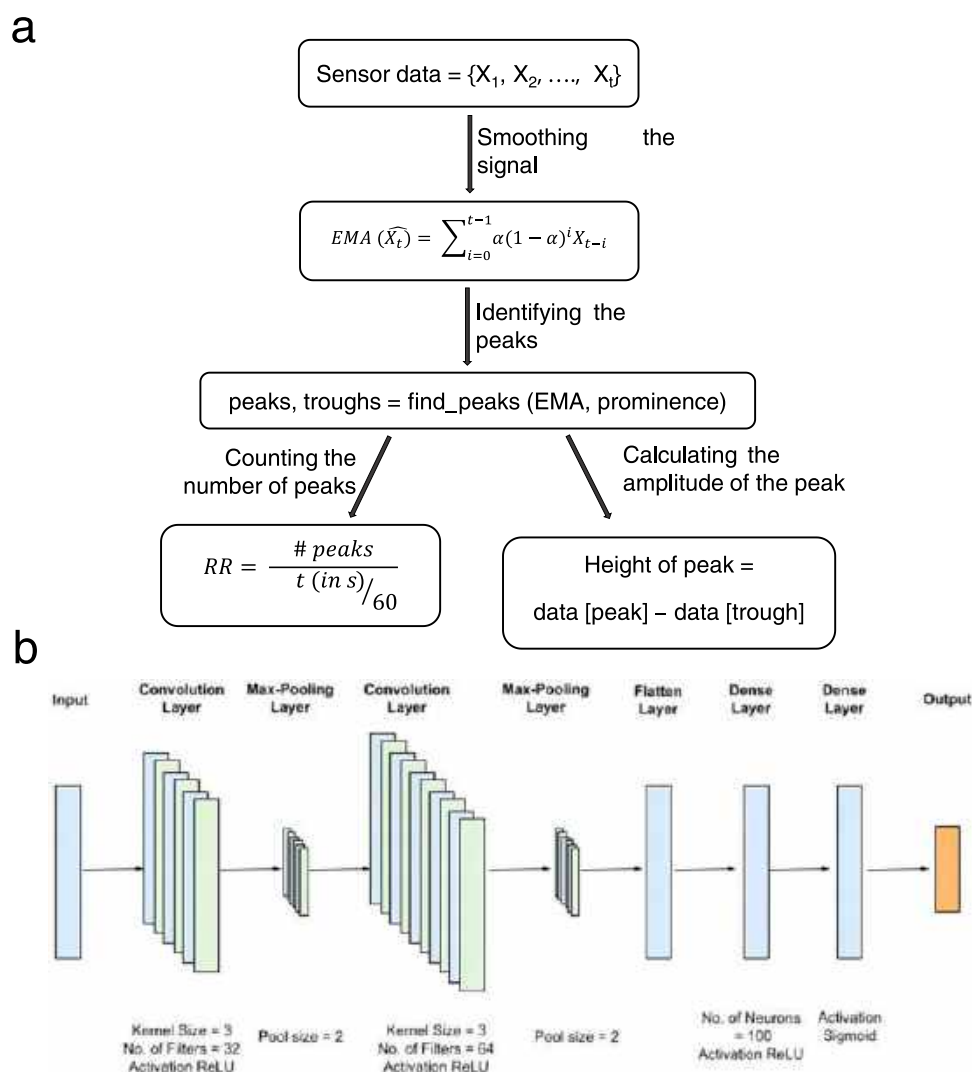 a
Sensor data = {X₁, X₂, ...., Xₜ}
Smoothing the
signal
EMA (X̂ₜ) = ∑ᵢ₌₀ᵗ⁻¹ α(1 − α)ⁱXₜ₋ᵢ
Identifying the
peaks
peaks, troughs = find_peaks (EMA, prominence)
Counting the
number of peaks
Calculating the
amplitude of the peak
RR = # peaks / t (in s)/60
Height of peak =
data [peak] – data [trough]
b
Input
Convolution
Layer
Max-Pooling
Layer
Convolution
Layer
Max-Pooling
Layer
Flatten
Layer
Dense
Layer
Dense
Layer
Output
Kernel Size = 3
No. of Filters = 32
Activation ReLU
Pool size = 2
Kernel Size = 3
No. of Filters = 64
Activation ReLU
Pool size = 2
No. of Neurons
= 100
Activation ReLU
Activation
Sigmoid